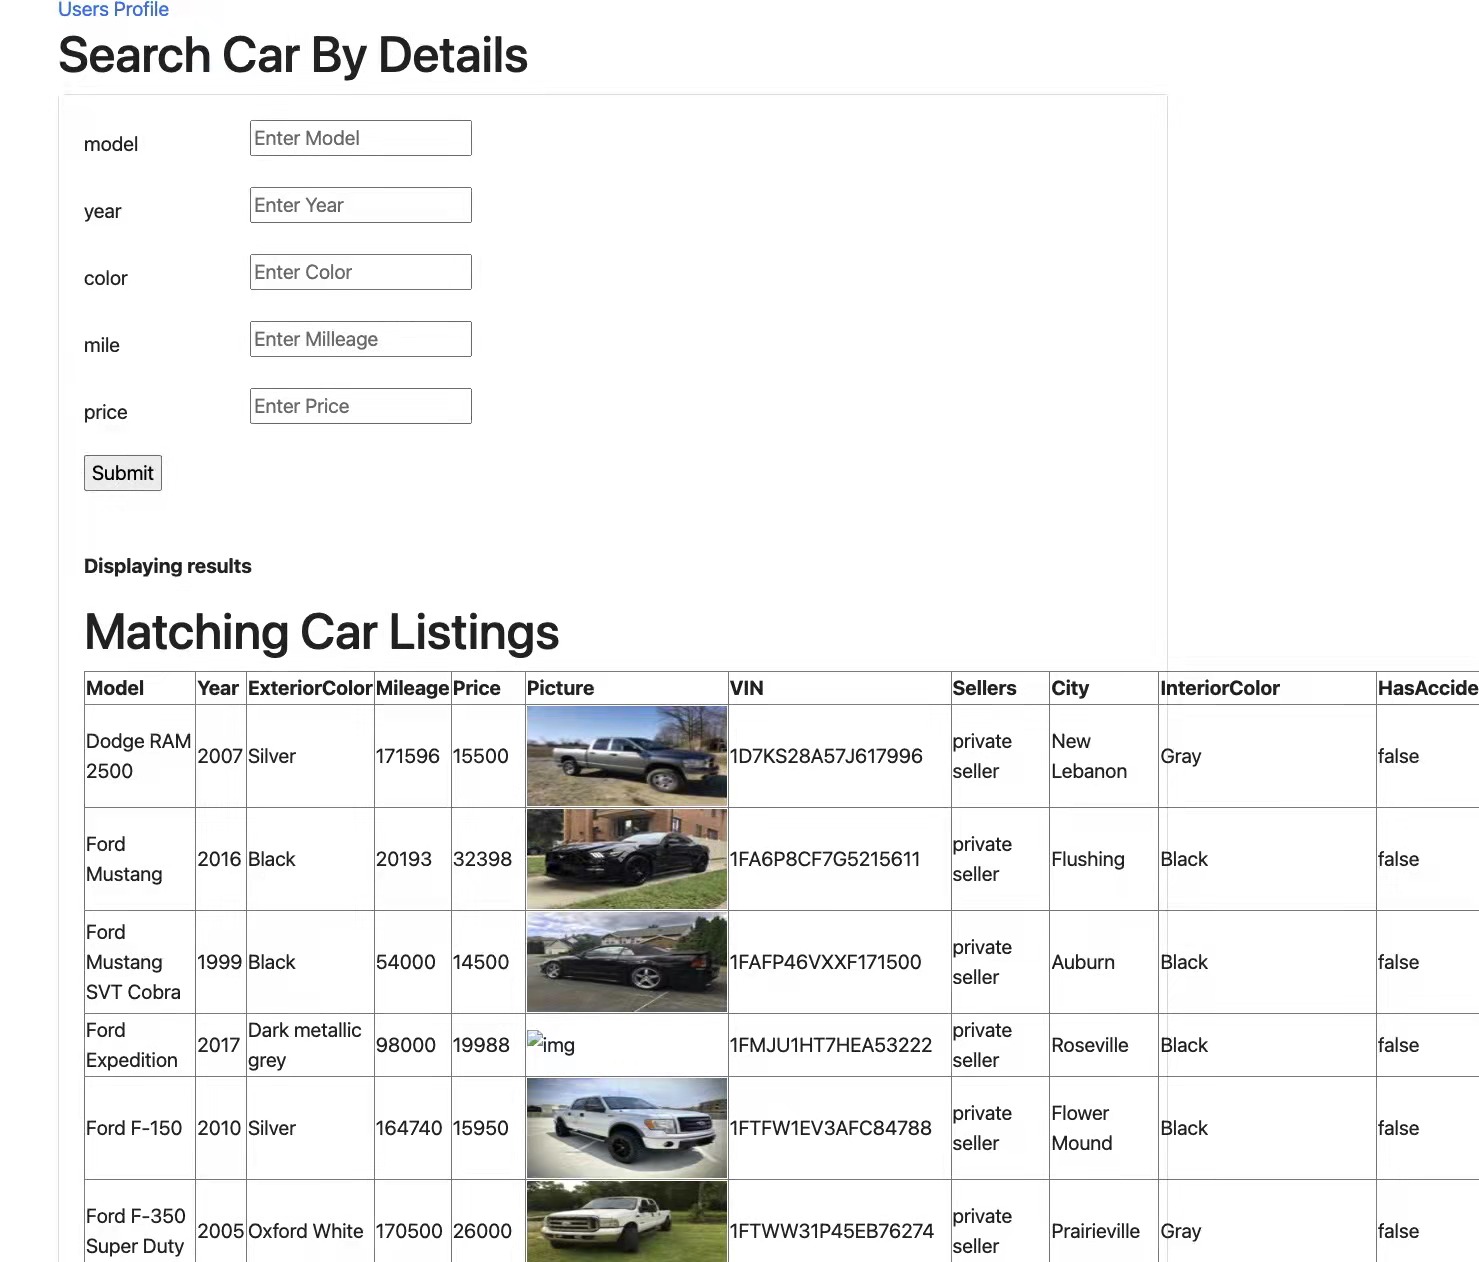 Users Profile
Search Car By Details
model Enter Model
year Enter Year
color Enter Color
mile Enter Milleage
price Enter Price
Submit
Displaying results
Matching Car Listings
Model Year ExteriorColor Mileage Price Picture VIN Sellers City InteriorColor HasAccide
Dodge RAM 2500 2007 Silver 171596 15500 1D7KS28A57J617996 private seller New Lebanon Gray false
Ford Mustang 2016 Black 20193 32398 1FA6P8CF7G5215611 private seller Flushing Black false
Ford Mustang SVT Cobra 1999 Black 54000 14500 1FAFP46VXXF171500 private seller Auburn Black false
Ford Expedition 2017 Dark metallic grey 98000 19988 img 1FMJU1HT7HEA53222 private seller Roseville Black false
Ford F-150 2010 Silver 164740 15950 1FTFW1EV3AFC84788 private seller Flower Mound Black false
Ford F-350 Super Duty 2005 Oxford White 170500 26000 1FTWW31P45EB76274 private seller Prairieville Gray false